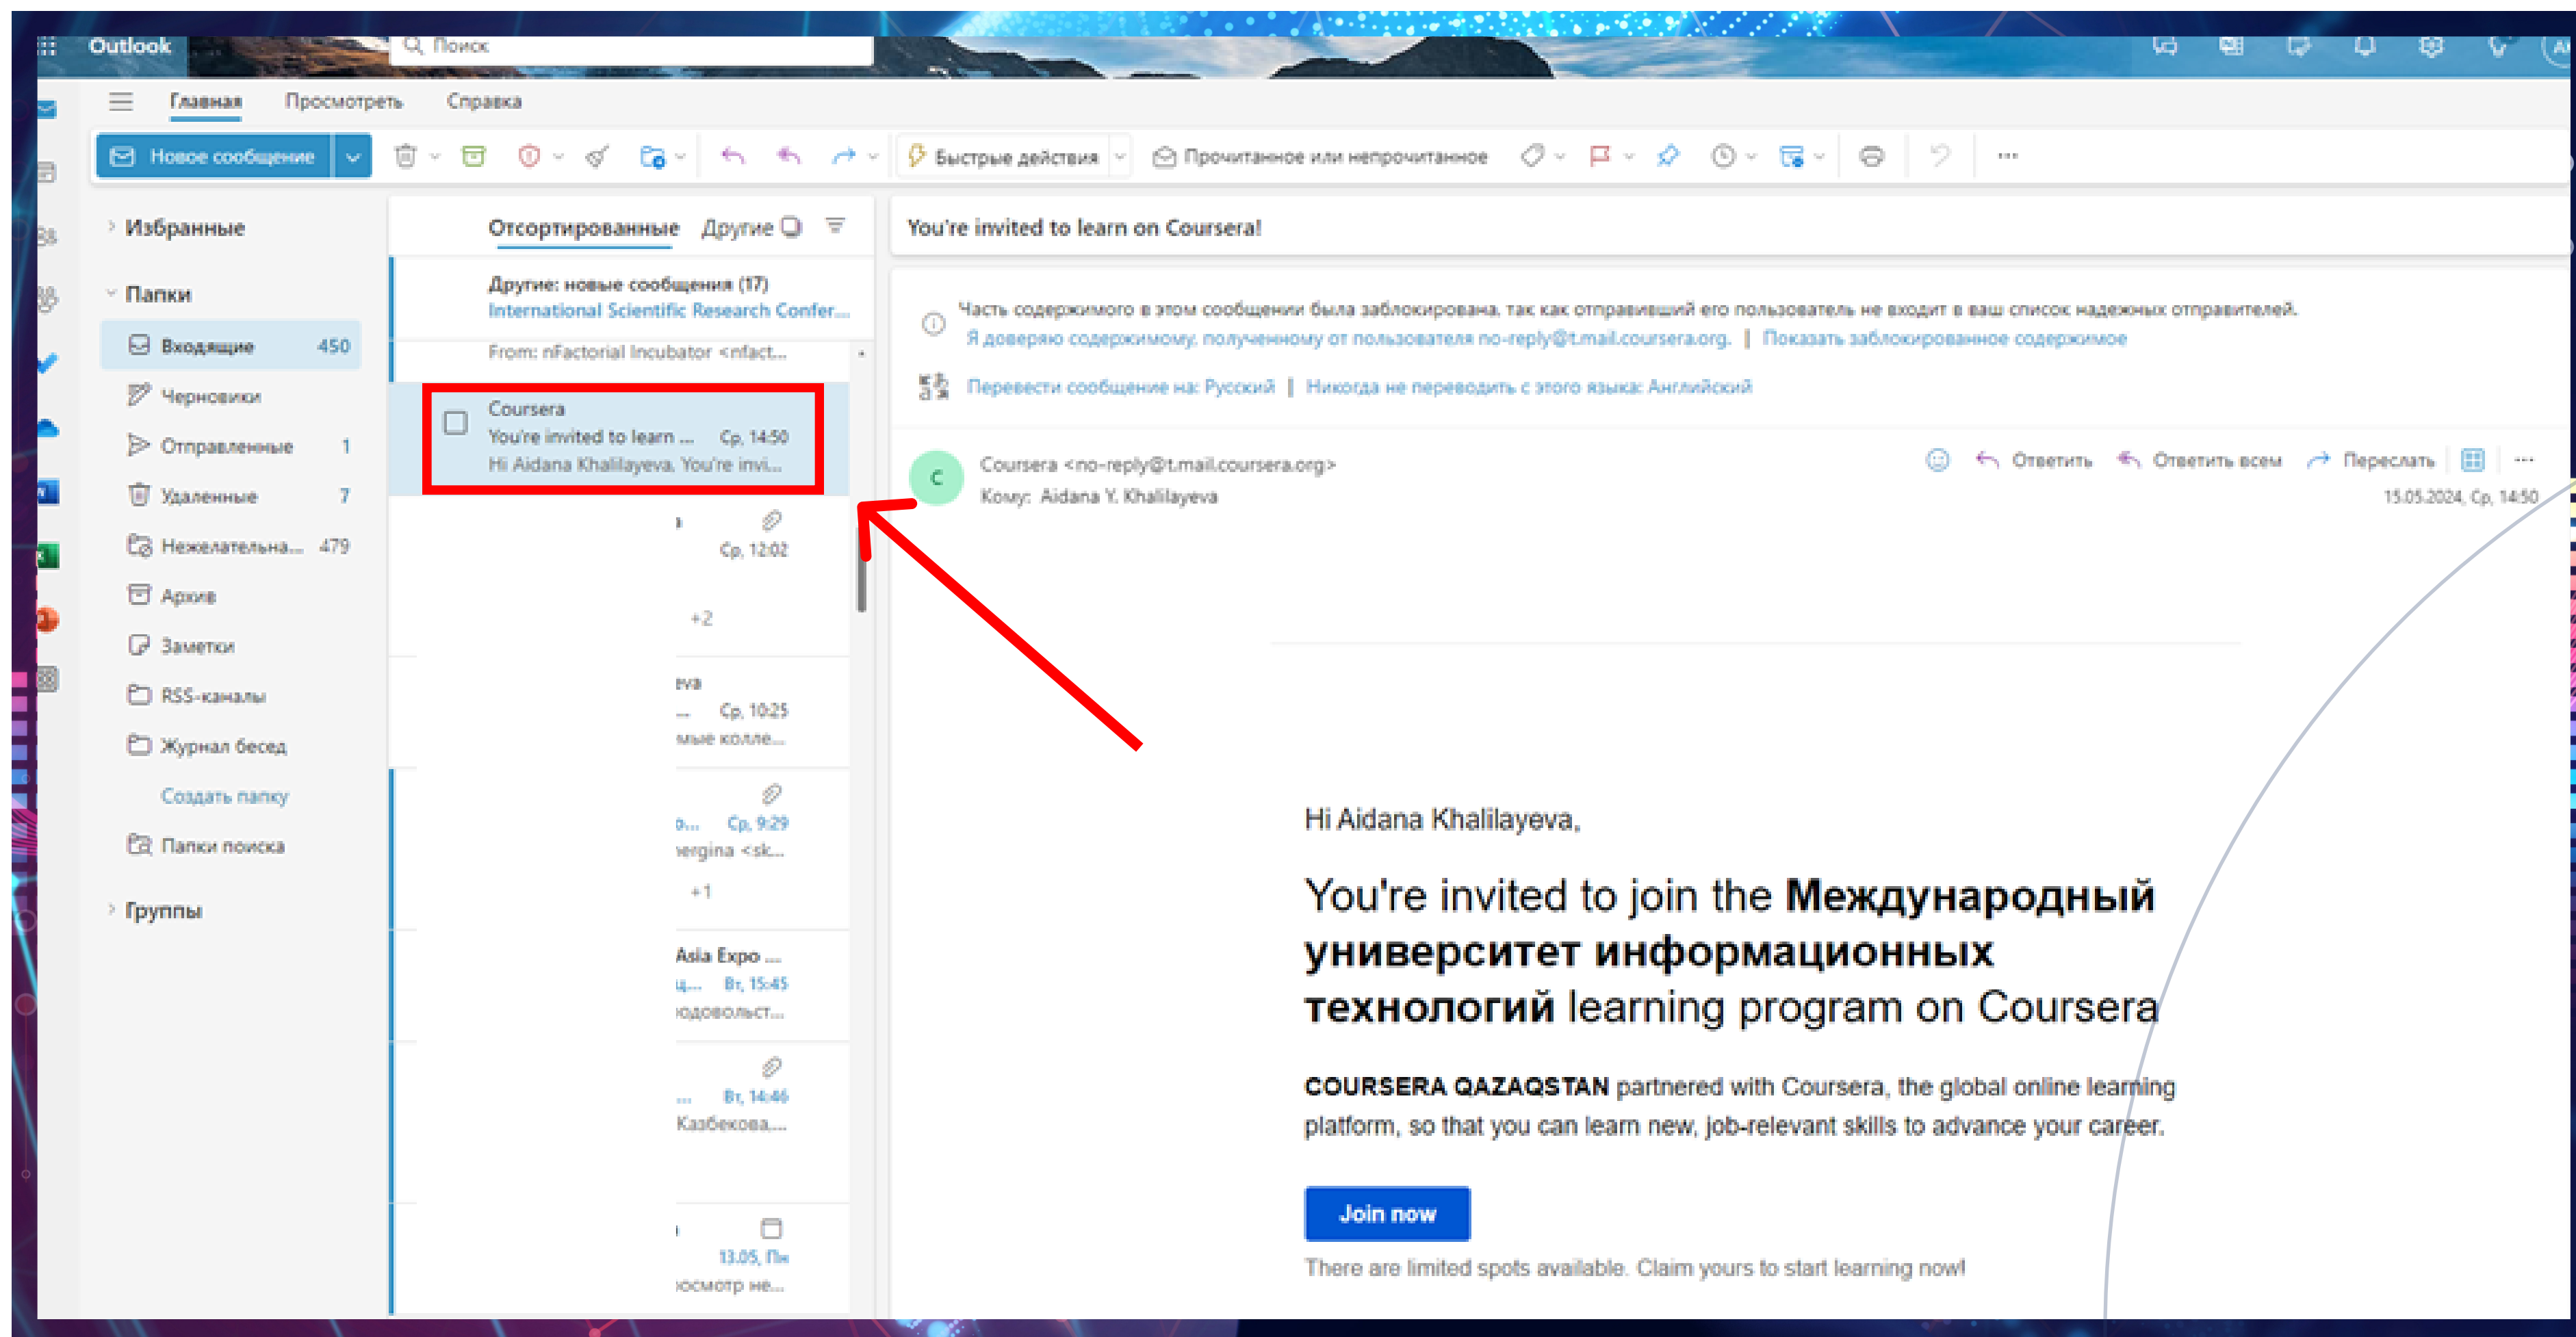 Outlook
Поиск
Главная Просмотреть Справка
Новое сообщение
Быстрые действия
Прочитанное или непрочитанное
Избранные
Папки
Входящие 450
Черновики
Отправленные 1
Удаленные 7
Нежелательна... 479
Архив
Заметки
RSS-каналы
Журнал бесед
Создать папку
Папки поиска
Группы
Отсортированные Другие
Другие: новые сообщения (17)
International Scientific Research Confer...
From: nFactorial Incubator <nfact...
Coursera
You're invited to learn ... Ср, 14:50
Hi Aidana Khalilayeva, You're invi...
Ср, 12:02
+2
eva
... Ср, 10:25
мые колле...
о... Ср, 9:29
nergina <sk...
+1
Asia Expo ...
щ... Вт, 15:45
одовольст...
... Вт, 14:46
Казбекова,...
13.05, Пн
осмотр не...
You're invited to learn on Coursera!
Часть содержимого в этом сообщении была заблокирована, так как отправивший его пользователь не входит в ваш список надежных отправителей.
Я доверяю содержимому, полученному от пользователя no-reply@t.mail.coursera.org. | Показать заблокированное содержимое
Перевести сообщение на: Русский | Никогда не переводить с этого языка: Английский
C
Coursera <no-reply@t.mail.coursera.org>
Кому: Aidana Y. Khalilayeva
Ответить Ответить всем Переслать
15.05.2024, Ср, 14:50
Hi Aidana Khalilayeva,
You're invited to join the Международный
университет информационных
технологий learning program on Coursera
COURSERA QAZAQSTAN partnered with Coursera, the global online learning
platform, so that you can learn new, job-relevant skills to advance your career.
Join now
There are limited spots available. Claim yours to start learning now!